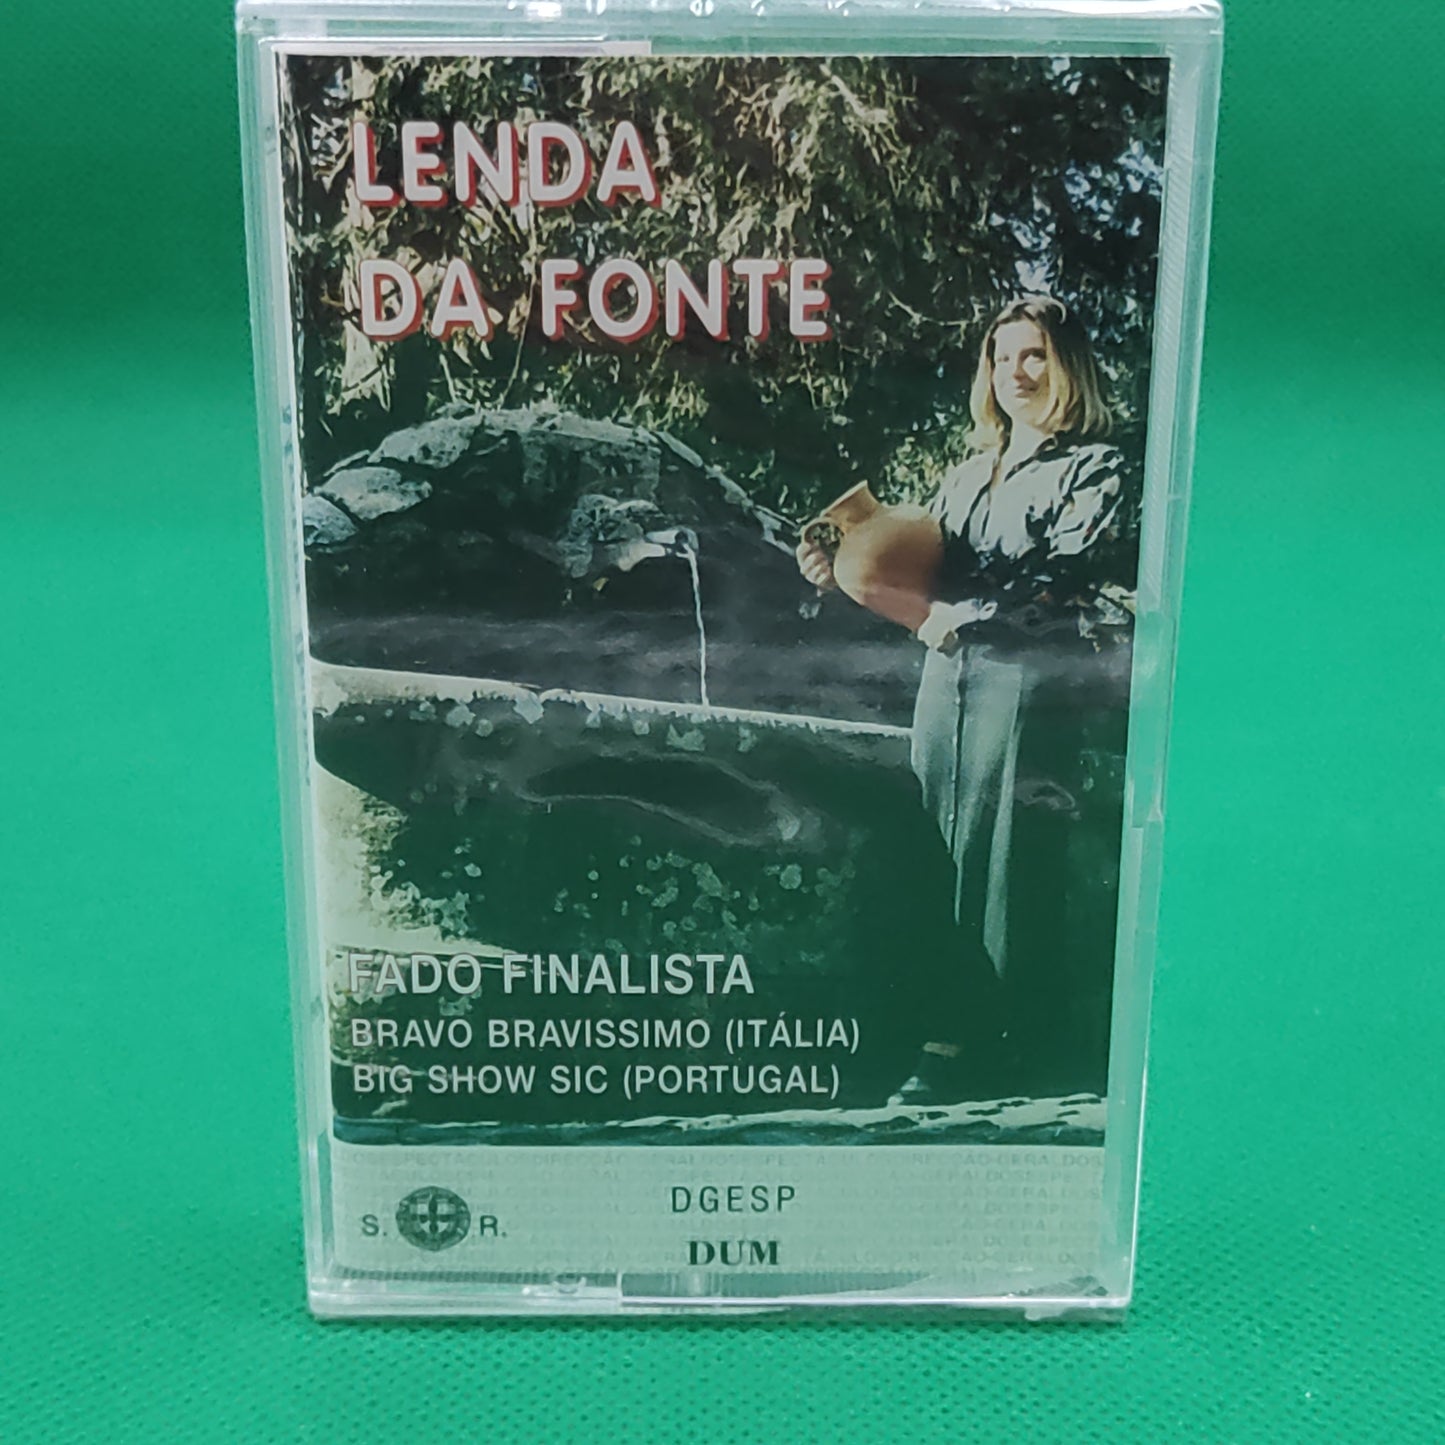 LENDA
DA FONTE
FADO FINALISTA
BRAVO BRAVISSIMO (ITÁLIA)
BIG SHOW SIC (PORTUGAL)
DGESP
S. R.
DUM